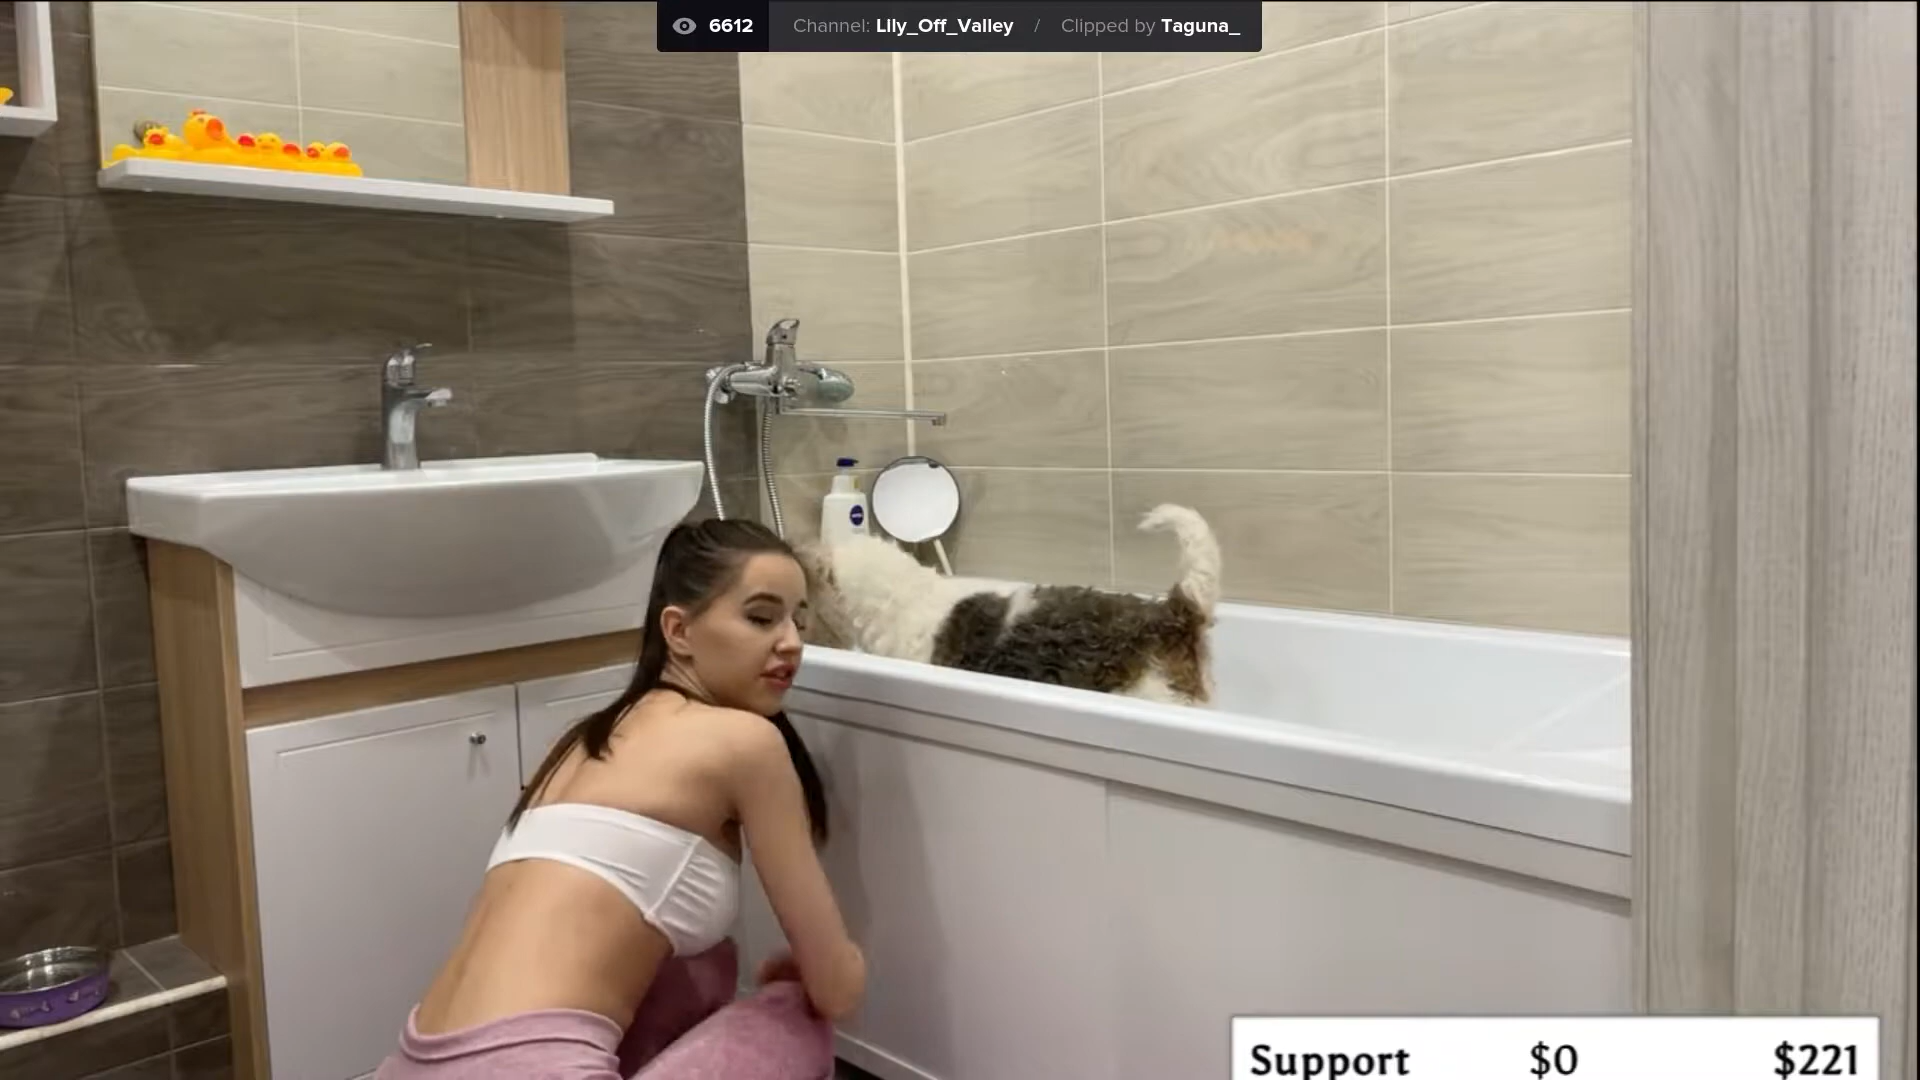 6612 Channel: Lily_Off_Valley / Clipped by Taguna_
Support $0 $221